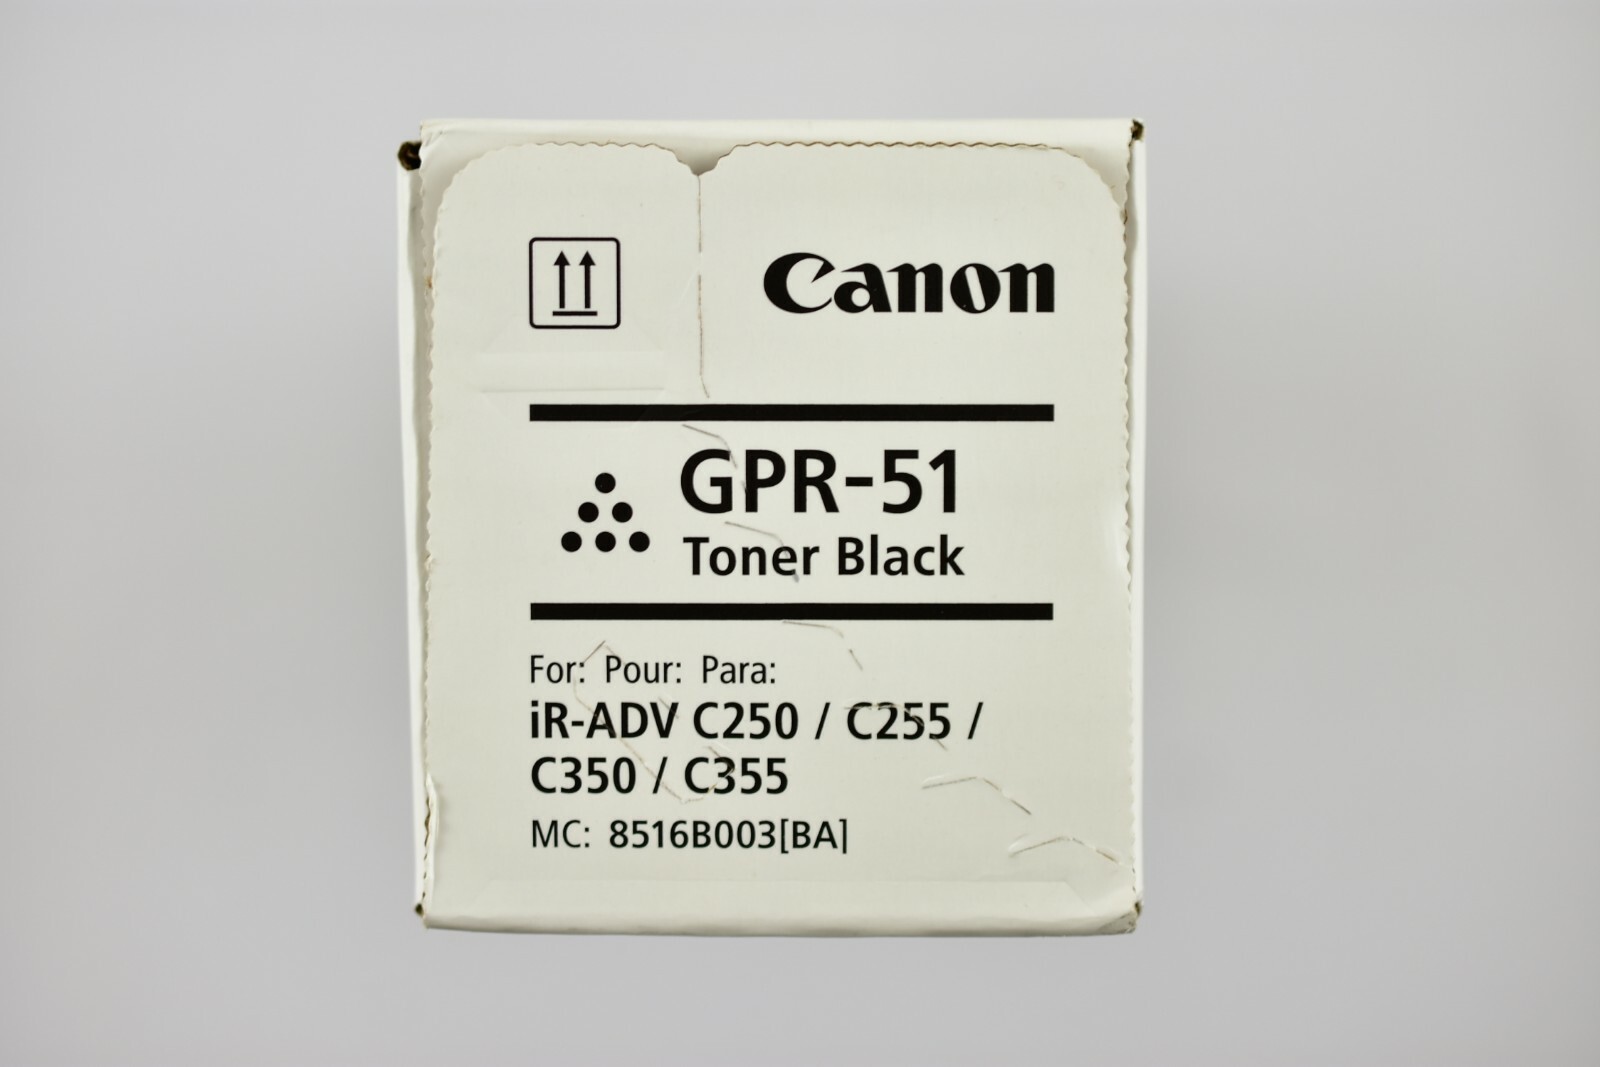 Canon
GPR-51
Toner Black
For: Pour: Para:
iR-ADV C250 / C255 /
C350 / C355
MC: 8516B003[BA]